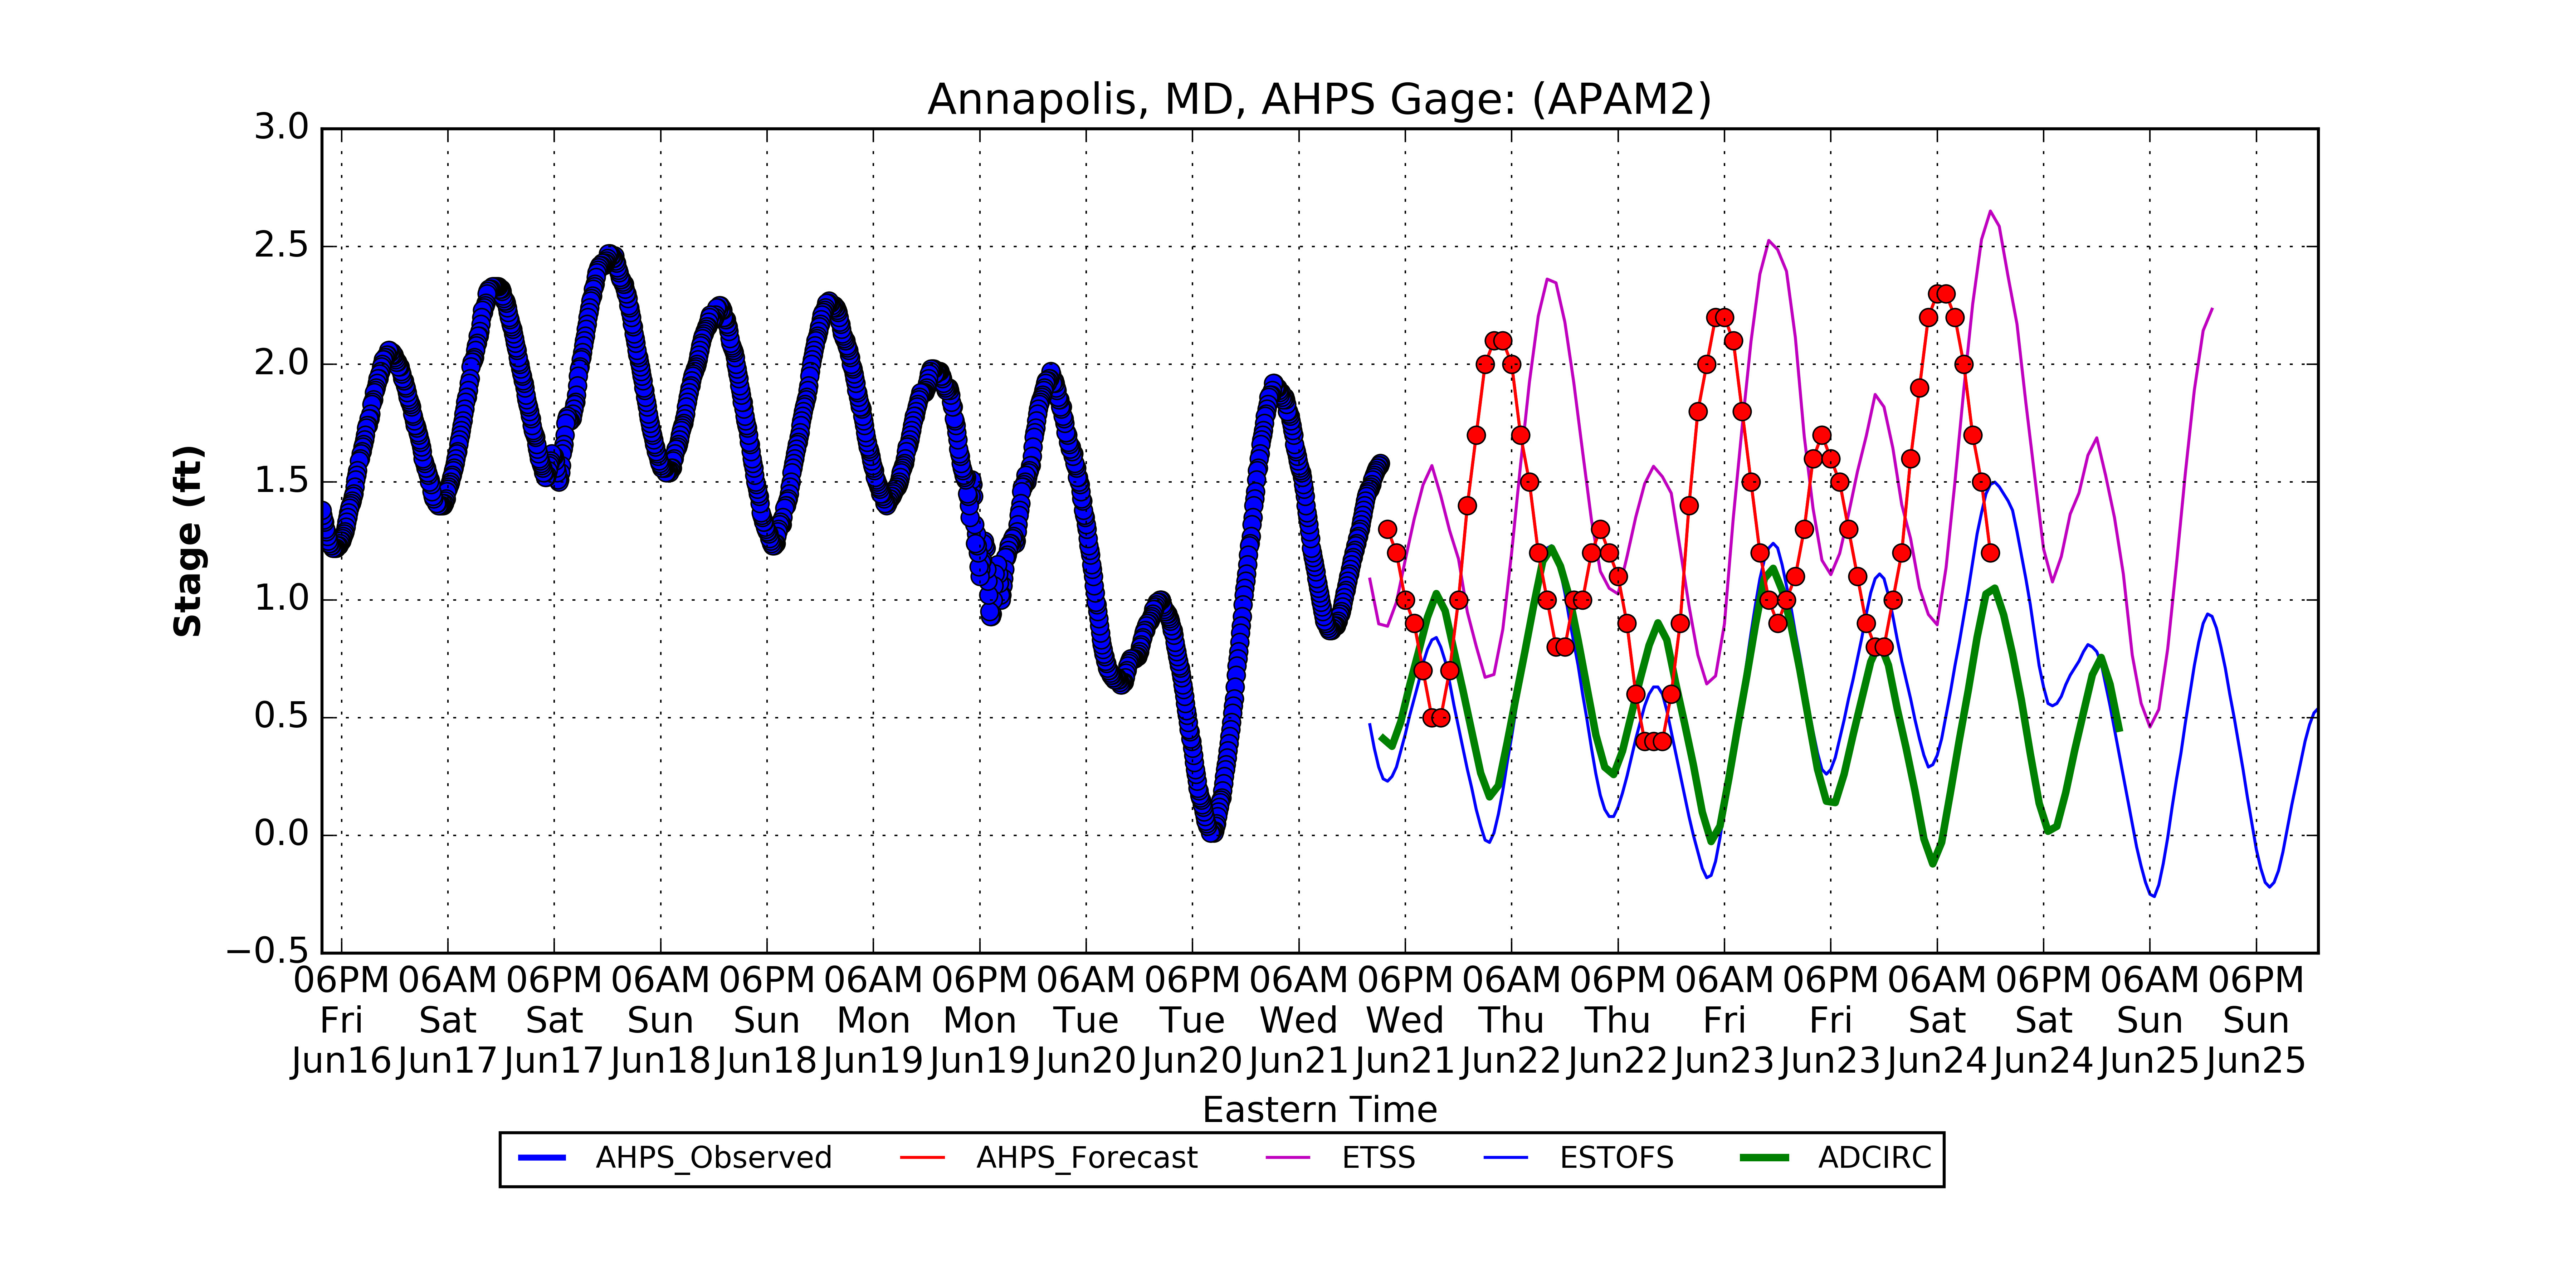 Annapolis, MD, AHPS Gage: (APAM2)
3.0
2.5
2.0
1.5
1.0
0.5
0.0
−0.5
Stage (ft)
06PM 06AM 06PM 06AM 06PM 06AM 06PM 06AM 06PM 06AM 06PM 06AM 06PM 06AM 06PM 06AM 06PM 06AM 06PM
Fri Sat Sat Sun Sun Mon Mon Tue Tue Wed Wed Thu Thu Fri Fri Sat Sat Sun Sun
Jun16 Jun17 Jun17 Jun18 Jun18 Jun19 Jun19 Jun20 Jun20 Jun21 Jun21 Jun22 Jun22 Jun23 Jun23 Jun24 Jun24 Jun25 Jun25
Eastern Time
AHPS_Observed AHPS_Forecast ETSS ESTOFS ADCIRC